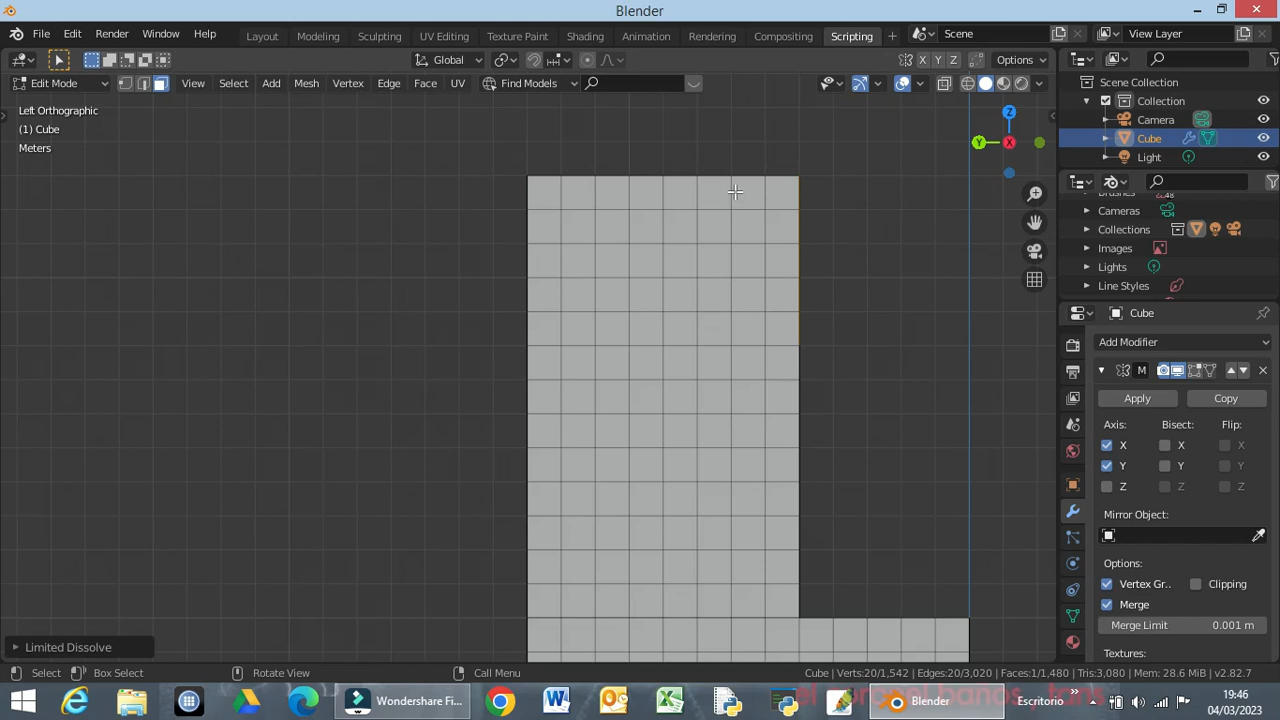 Blender
File Edit Render Window Help Layout Modeling Sculpting UV Editing Texture Paint Shading Animation Rendering Compositing Scripting + Scene View Layer
Global X Y Z Options
Edit Mode View Select Add Mesh Vertex Edge Face UV Find Models
Left Orthographic
(1) Cube
Meters
Z
Y
X
Scene Collection
Collection
Camera
Cube
Light
Cameras
Collections
Images
Lights
Line Styles
Cube
Add Modifier
M
Apply Copy
Axis: Bisect: Flip:
X X X
Y Y Y
Z Z Z
Mirror Object:
Options:
Vertex Gr.. Clipping
Merge
Merge Limit 0.001 m
Textures:
Limited Dissolve
Select Box Select Rotate View Call Menu Cube | Verts:20/1,542 | Edges:20/3,020 | Faces:1/1,480 | Tris:3,080 | Mem: 28.6 MiB | v2.82.7
Wondershare Fi... Blender Escritorio 19:46
04/03/2023